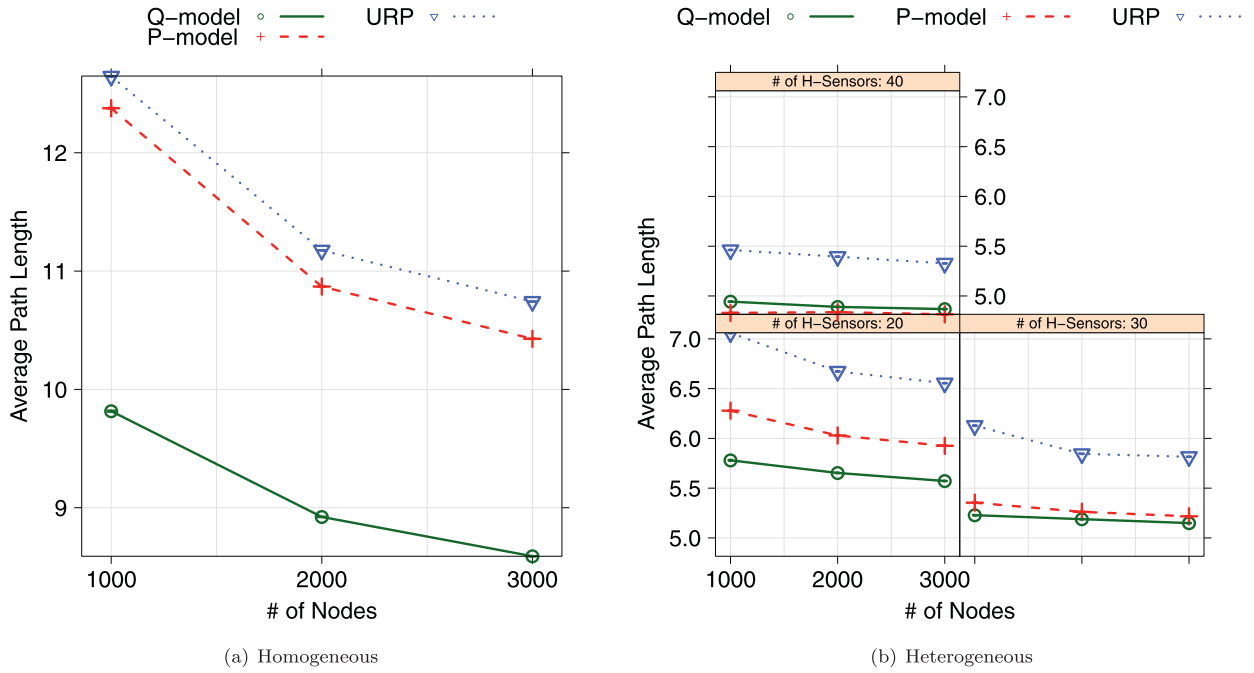 Q−model URP
P−model
12
11
10
9
Average Path Length
1000 2000 3000
# of Nodes
(a) Homogeneous
Q−model P−model URP
# of H−Sensors: 40
7.0
6.5
6.0
5.5
5.0
# of H−Sensors: 20 # of H−Sensors: 30
7.0
6.5
6.0
5.5
5.0
Average Path Length
1000 2000 3000
# of Nodes
(b) Heterogeneous